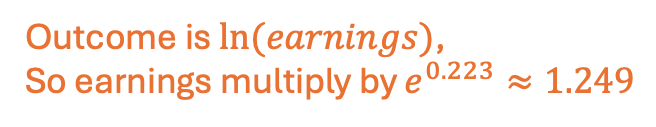 Outcome is ln(earnings),
So earnings multiply by e^0.223 ≈ 1.249